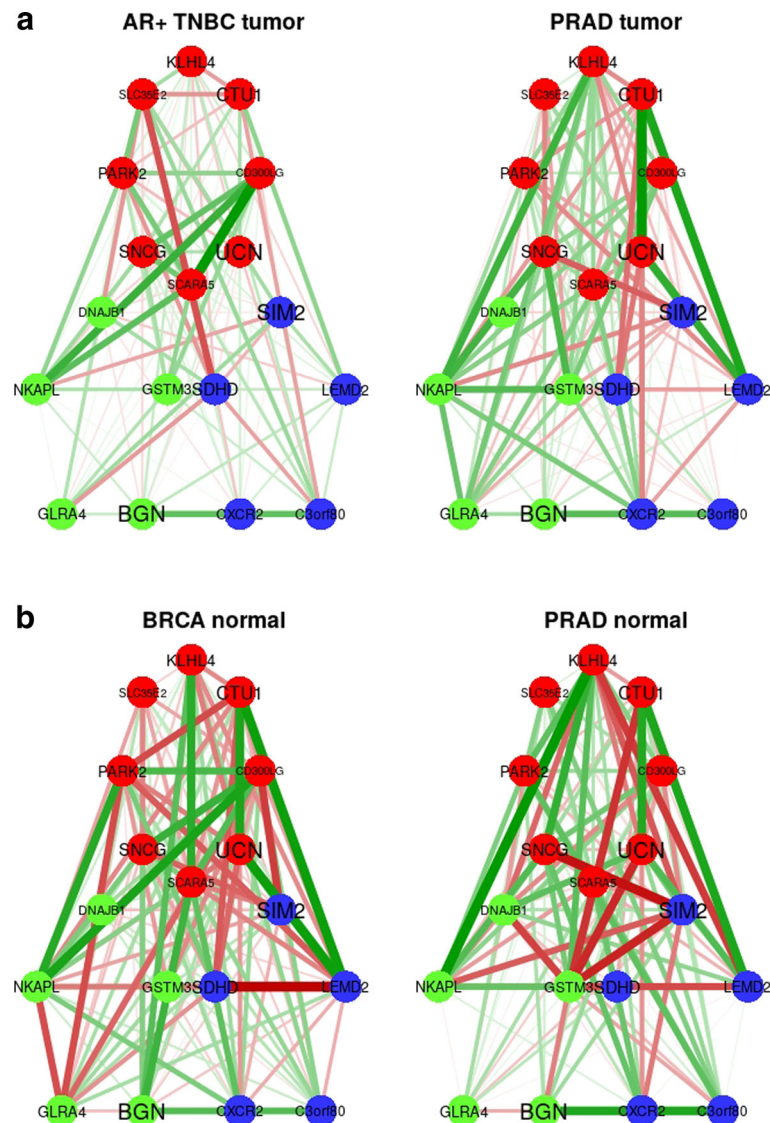 a
AR+ TNBC tumor
PRAD tumor
KLHL4
KLHL4
SLC35E2
CTU1
SLC35E2
CTU1
PARK2
CD300LG
PARK2
CD300LG
SNCG
UCN
SNCG
UCN
SCARA5
SCARA5
DNAJB1
SIM2
DNAJB1
SIM2
NKAPL
GSTM3
SDHD
LEMD2
NKAPL
GSTM3
SDHD
LEMD2
GLRA4
BGN
CXCR2
C3orf80
GLRA4
BGN
CXCR2
C3orf80
b
BRCA normal
PRAD normal
KLHL4
KLHL4
SLC35E2
CTU1
SLC35E2
CTU1
PARK2
CD300LG
PARK2
CD300LG
SNCG
UCN
SNCG
UCN
SCARA5
SCARA5
DNAJB1
SIM2
DNAJB1
SIM2
NKAPL
GSTM3
SDHD
LEMD2
NKAPL
GSTM3
SDHD
LEMD2
GLRA4
BGN
CXCR2
C3orf80
GLRA4
BGN
CXCR2
C3orf80